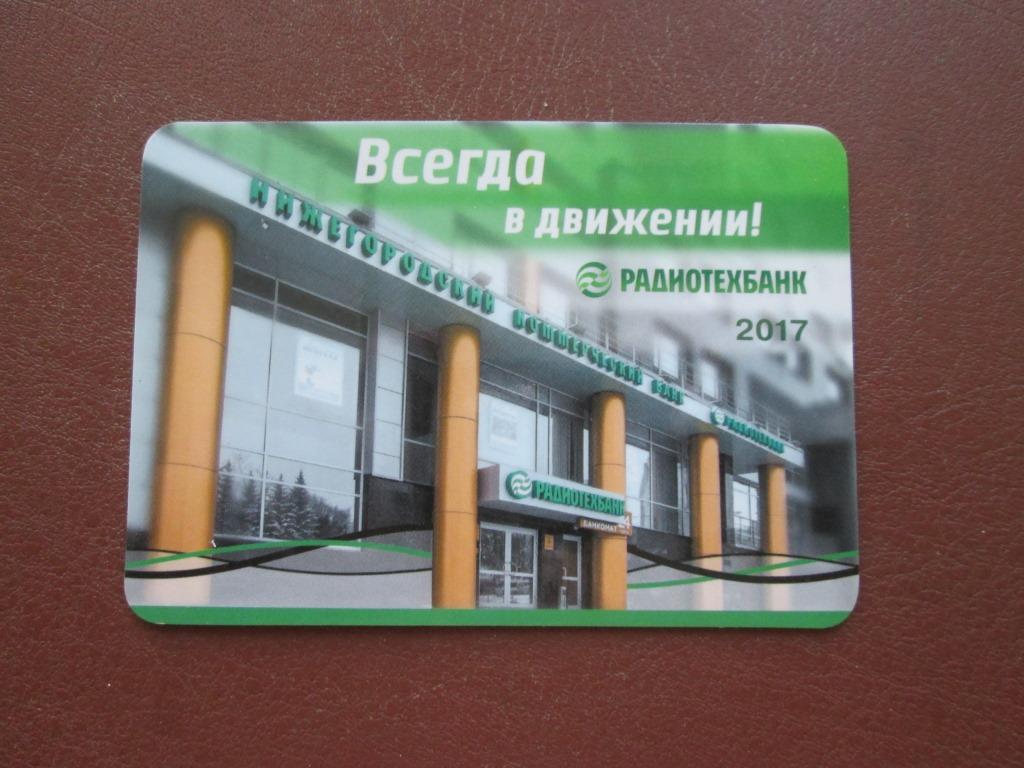 Всегда
в движении!
РАДИОТЕХБАНК
2017
НИЖЕГОРОДСКИЙ КОММЕРЧЕСКИЙ БАНК РАДИОТЕХБАНК
РАДИОТЕХБАНК
БАНКОМАТ